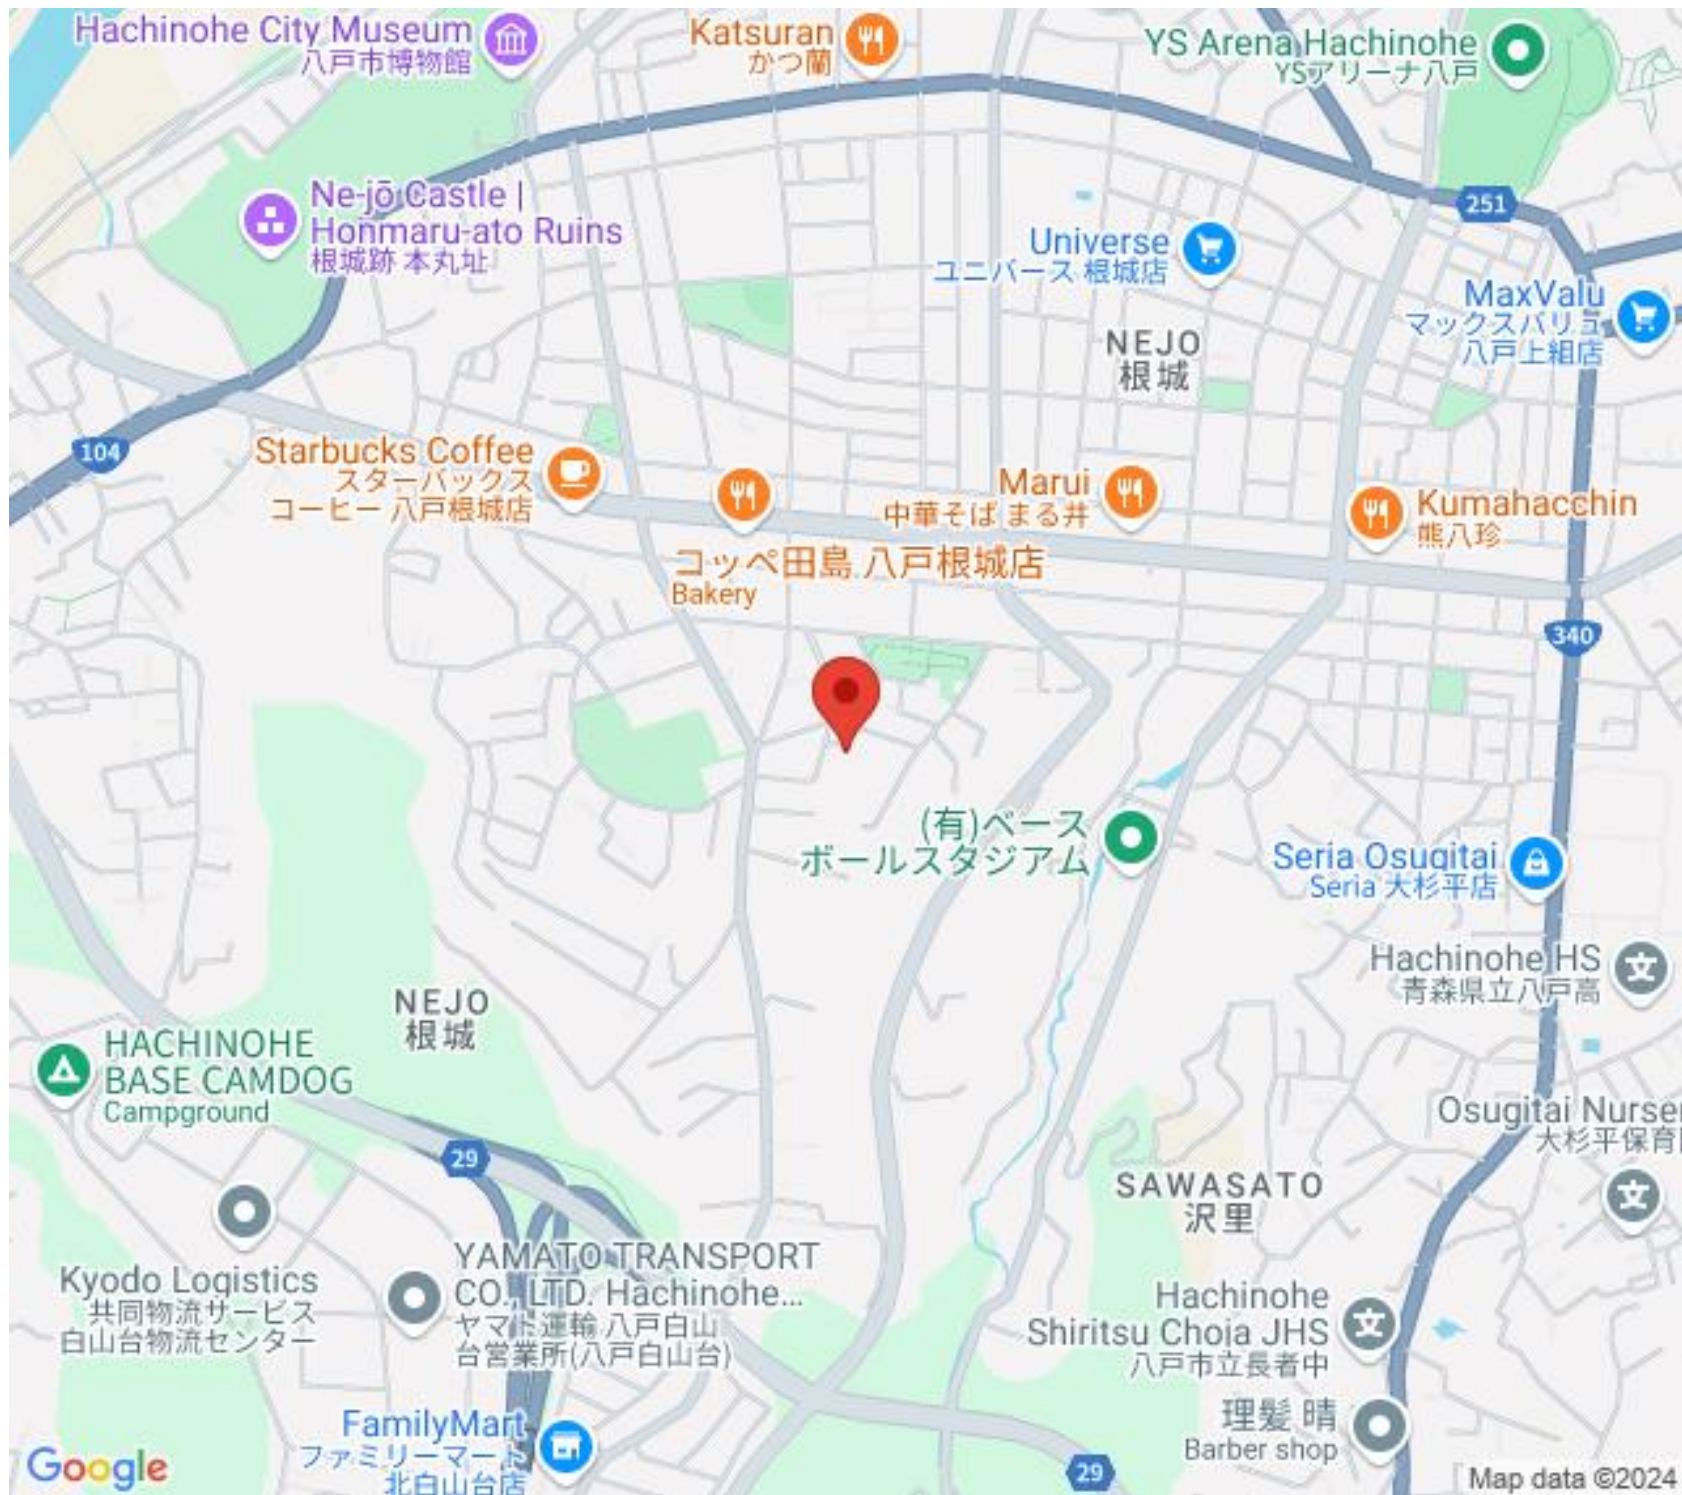 Hachinohe City Museum
八戸市博物館
Katsuran
かつ蘭
YS Arena Hachinohe
YSアリーナ八戸
Ne-jō Castle |
Honmaru-ato Ruins
根城跡 本丸址
251
Universe
ユニバース 根城店
MaxValu
マックスバリュ
八戸上組店
NEJO
根城
104
Starbucks Coffee
スターバックス
コーヒー 八戸根城店
Marui
中華そば まる井
Kumahacchin
熊八珍
コッペ田島 八戸根城店
Bakery
340
(有)ベース
ボールスタジアム
Seria Osugitai
Seria 大杉平店
Hachinohe HS
青森県立八戸高
NEJO
根城
HACHINOHE
BASE CAMDOG
Campground
Osugitai Nurser
大杉平保育
29
SAWASATO
沢里
Kyodo Logistics
共同物流サービス
白山台物流センター
YAMATO TRANSPORT
CO., LTD. Hachinohe...
ヤマト運輸 八戸白山
台営業所(八戸白山台)
Hachinohe
Shiritsu Choja JHS
八戸市立長者中
FamilyMart
ファミリーマート
北白山台店
理髪 晴
Barber shop
29
Google
Map data ©2024